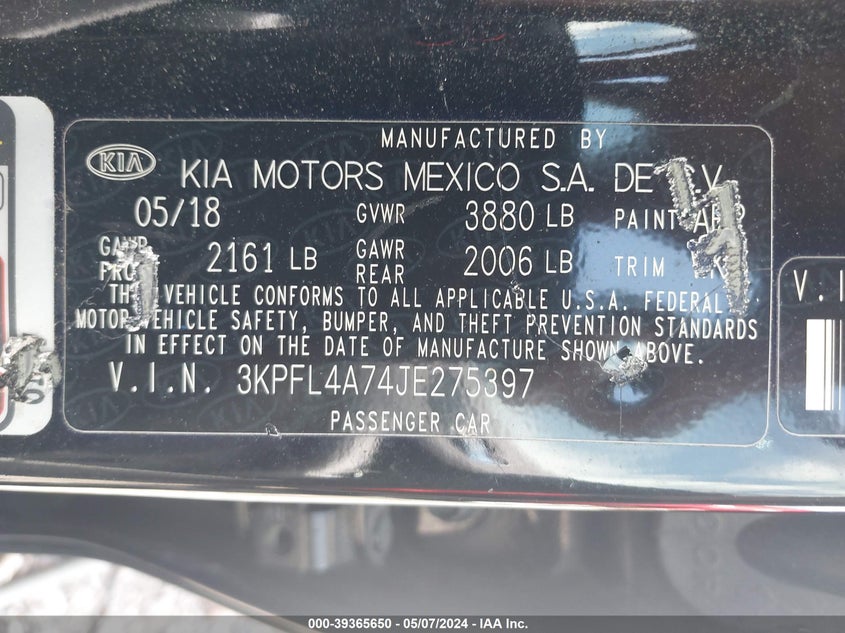 MANUFACTURED BY
KIA KIA MOTORS MEXICO S.A. DE V
05/18 GVWR 3880 LB PAINT
2161 LB GAWR REAR 2006 LB TRIM
VEHICLE CONFORMS TO ALL APPLICABLE U.S.A. FEDERAL
MOTOR VEHICLE SAFETY, BUMPER, AND THEFT PREVENTION STANDARDS
IN EFFECT ON THE DATE OF MANUFACTURE SHOWN ABOVE.
V.I.N. 3KPFL4A74JE275397
PASSENGER CAR
V.I
000-39365650 - 05/07/2024 - IAA Inc.